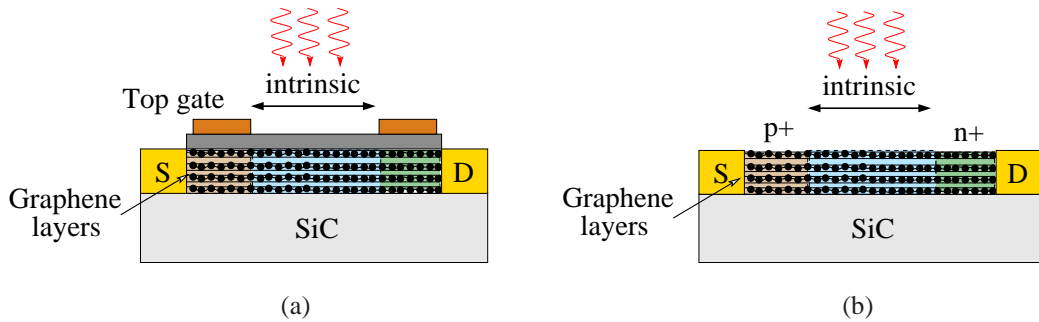 intrinsic
Top gate
S
D
Graphene
layers
SiC
(a)
intrinsic
p+
n+
S
D
Graphene
layers
SiC
(b)